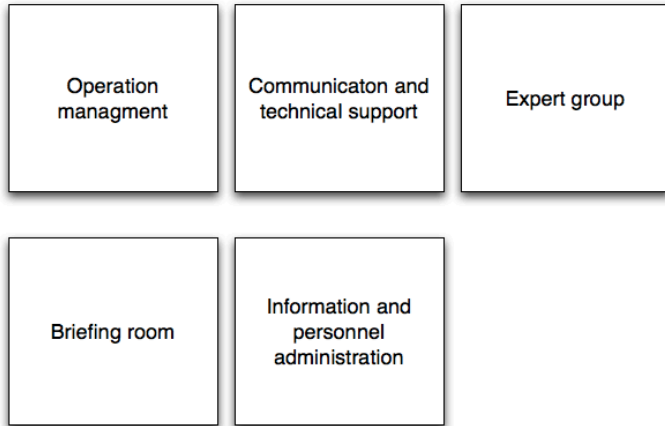 Operation
managment
Communicaton and
technical support
Expert group
Briefing room
Information and
personnel
administration